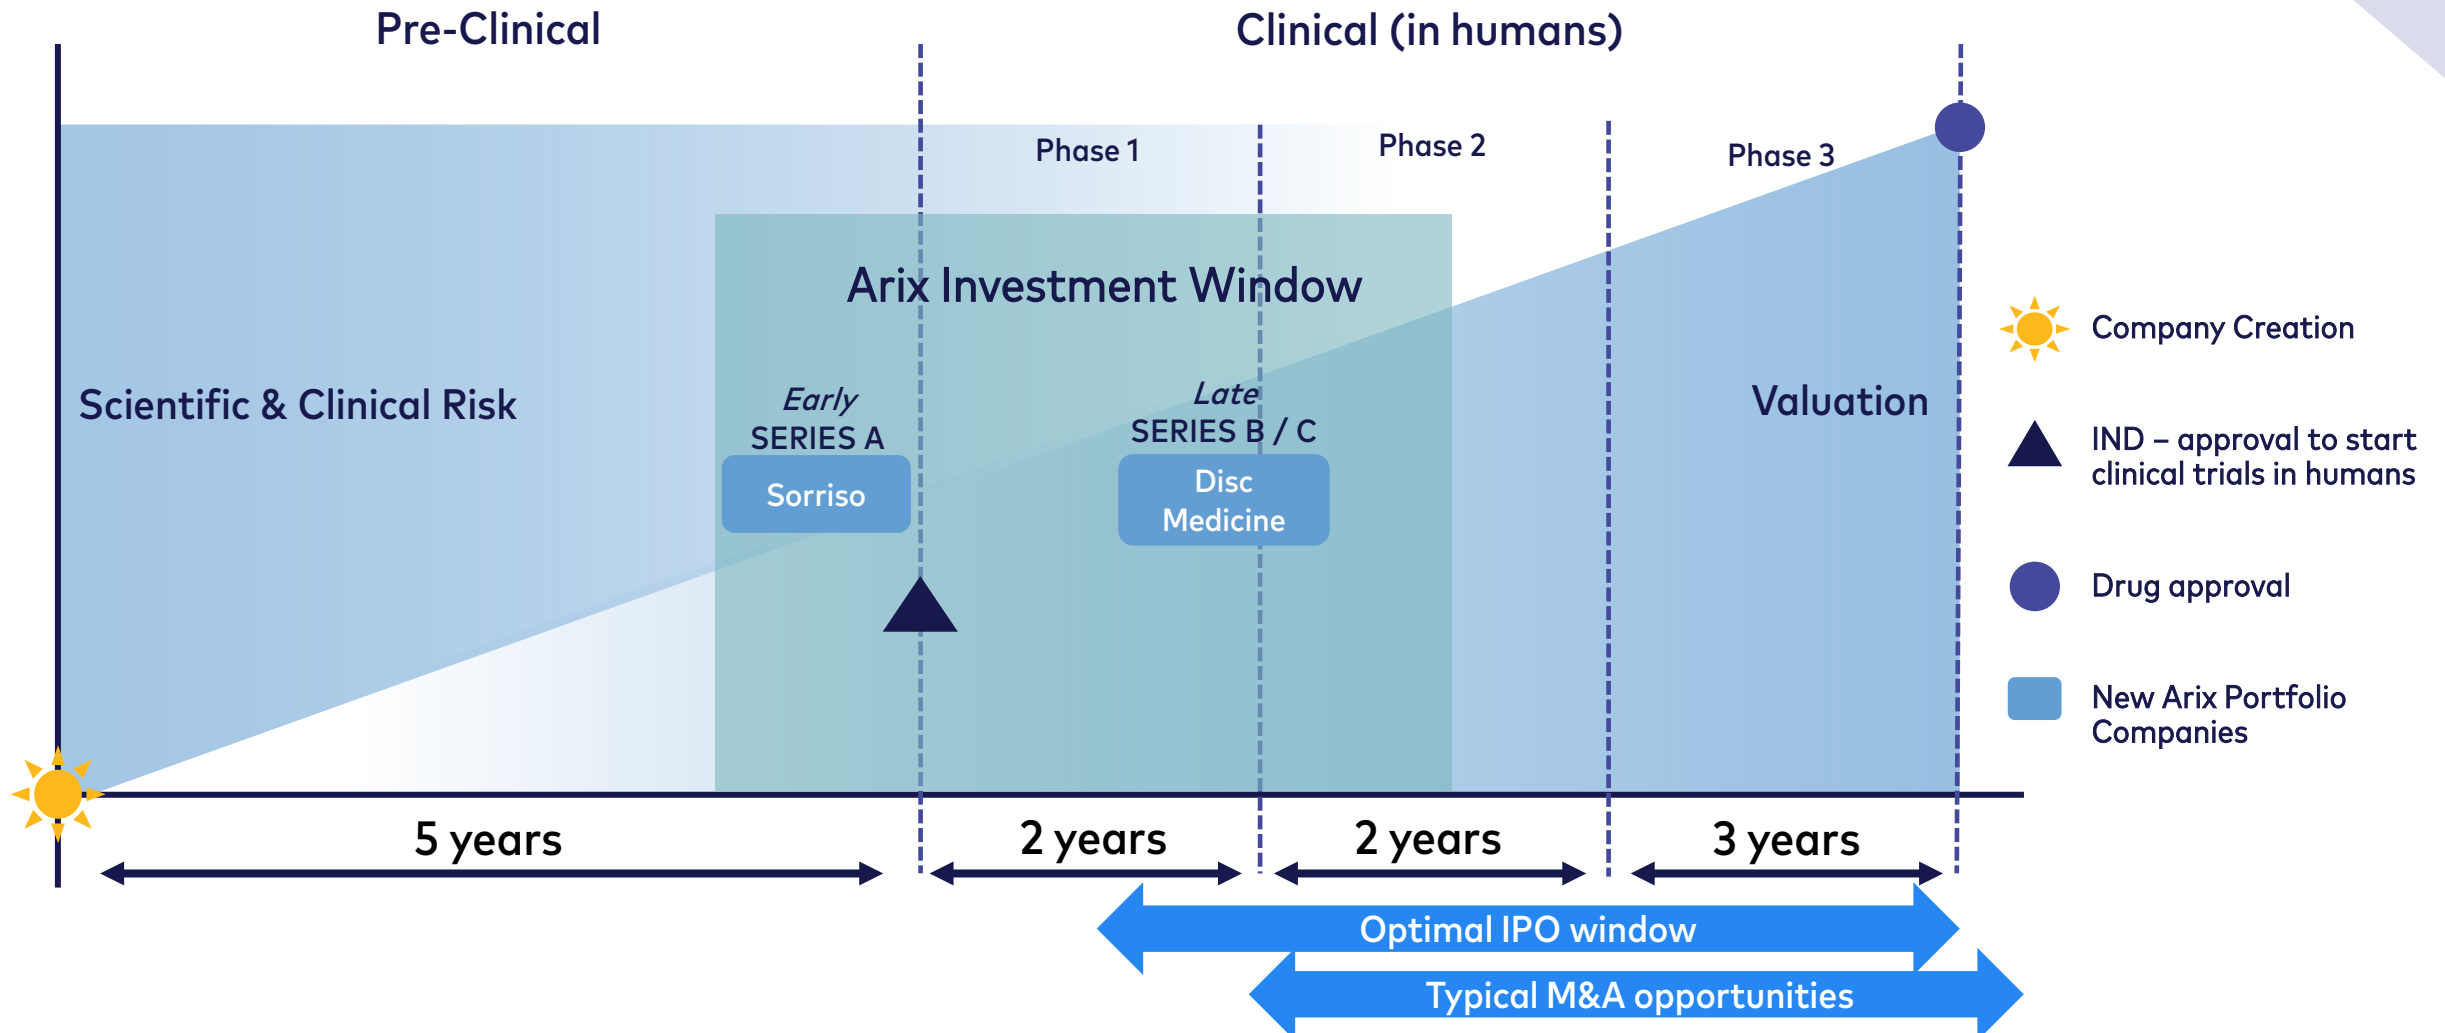 Pre-Clinical
Clinical (in humans)
Phase 1
Phase 2
Phase 3
Arix Investment Window
Scientific & Clinical Risk
Early
SERIES A
Sorriso
Late
SERIES B / C
Disc
Medicine
Valuation
Company Creation
IND – approval to start
clinical trials in humans
Drug approval
New Arix Portfolio
Companies
5 years
2 years
2 years
3 years
Optimal IPO window
Typical M&A opportunities